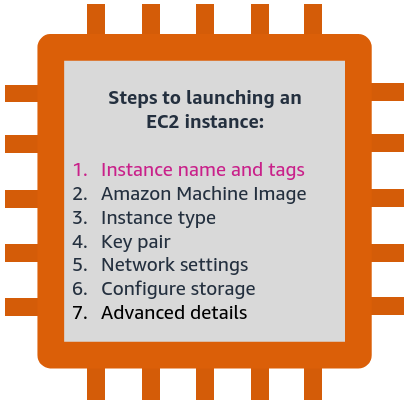 Steps to launching an
EC2 instance:
1. Instance name and tags
2. Amazon Machine Image
3. Instance type
4. Key pair
5. Network settings
6. Configure storage
7. Advanced details